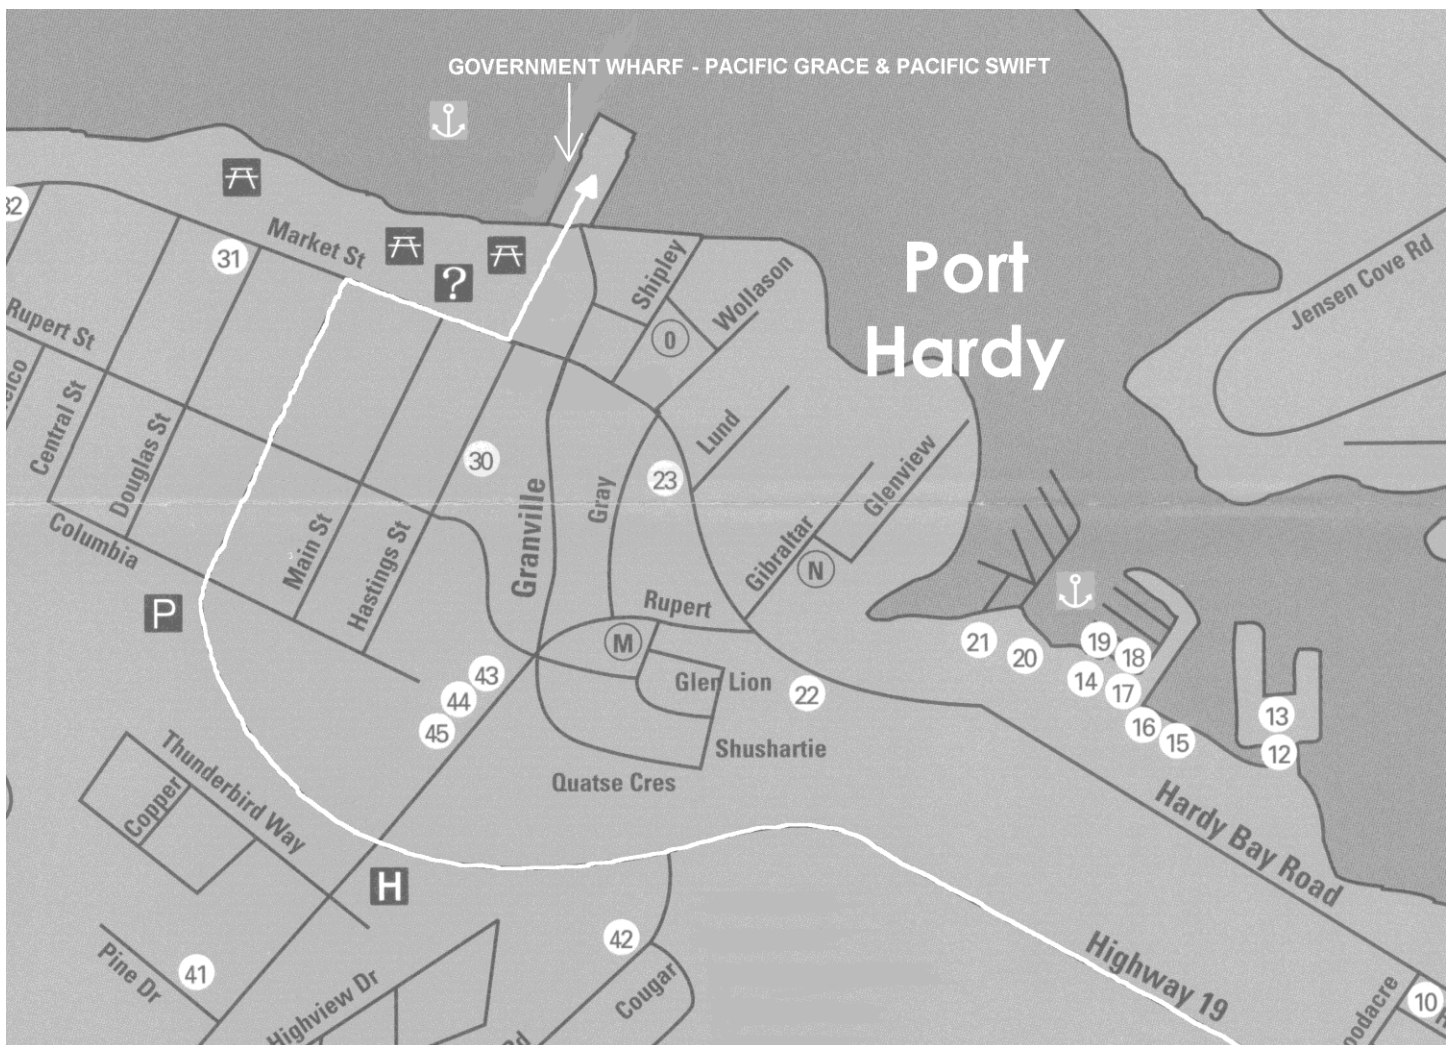 GOVERNMENT WHARF - PACIFIC GRACE & PACIFIC SWIFT
Port
Hardy
Market St
?
31
Rupert St
Central St
Douglas St
Columbia
Main St
Hastings St
30
Granville
Gray
23
Shipley
O
Wollason
Lund
Gibraltar
Glenview
N
Jensen Cove Rd
P
Rupert
M
Glen Lion
Shushartie
Quatse Cres
22
43
44
45
21
20
19
18
14
17
16
15
13
12
Thunderbird Way
Copper
H
Hardy Bay Road
Highway 19
42
41
Pine Dr
Highview Dr
Cougar
Rd
10